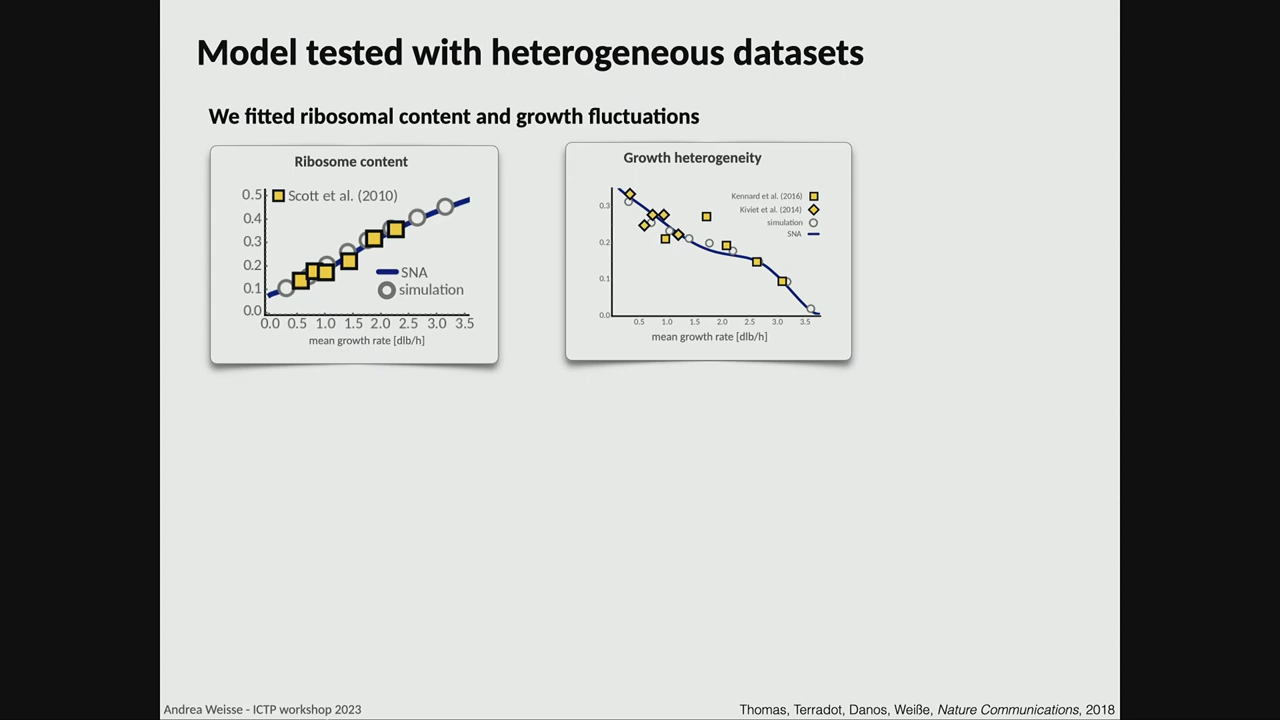 Model tested with heterogeneous datasets
We fitted ribosomal content and growth fluctuations
Ribosome content
0.5
Scott et al. (2010)
0.4
0.3
0.2
SNA
0.1
simulation
0.0
0.0 0.5 1.0 1.5 2.0 2.5 3.0 3.5
mean growth rate [dlb/h]
Growth heterogeneity
Kennard et al. (2016)
0.3
Kiviet et al. (2014)
simulation
SNA
0.2
0.1
0.0
0.5 1.0 1.5 2.0 2.5 3.0 3.5
mean growth rate [dlb/h]
Andrea Weisse - ICTP workshop 2023
Thomas, Terradot, Danos, Weiße, Nature Communications, 2018